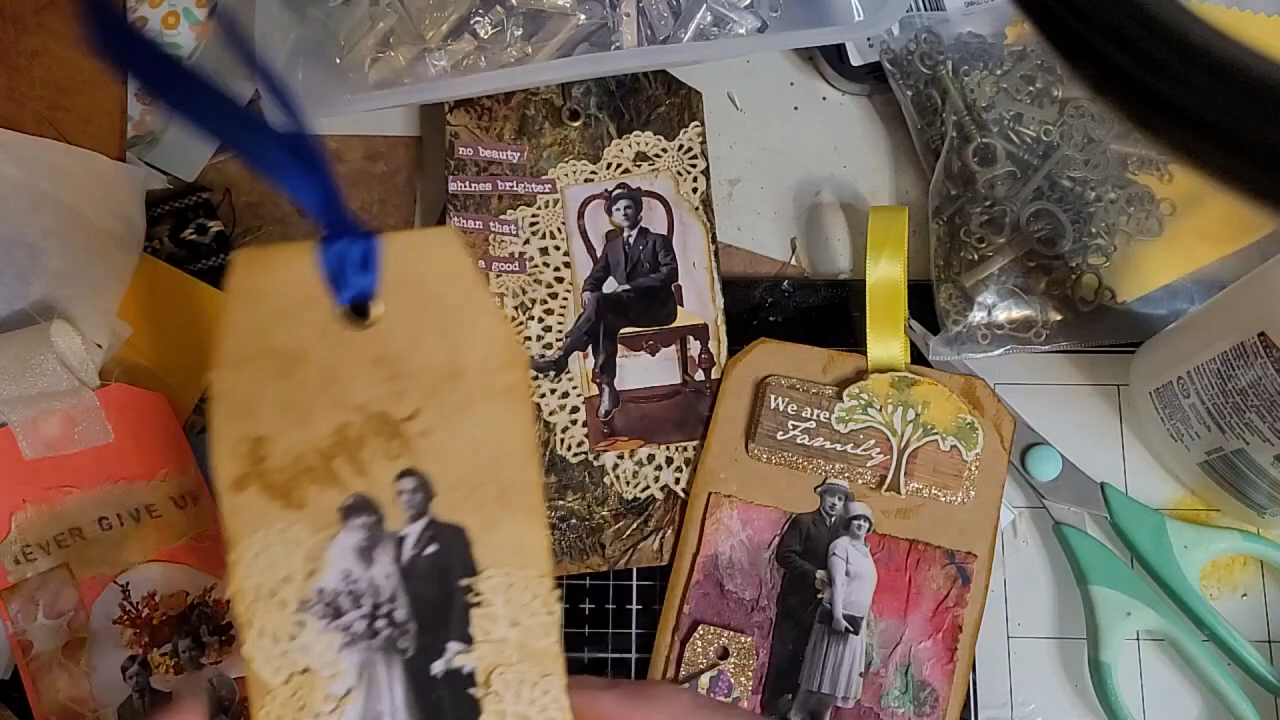 no beauty
shines brighter
than that
a good
We are
Family
NEVER GIVE UP